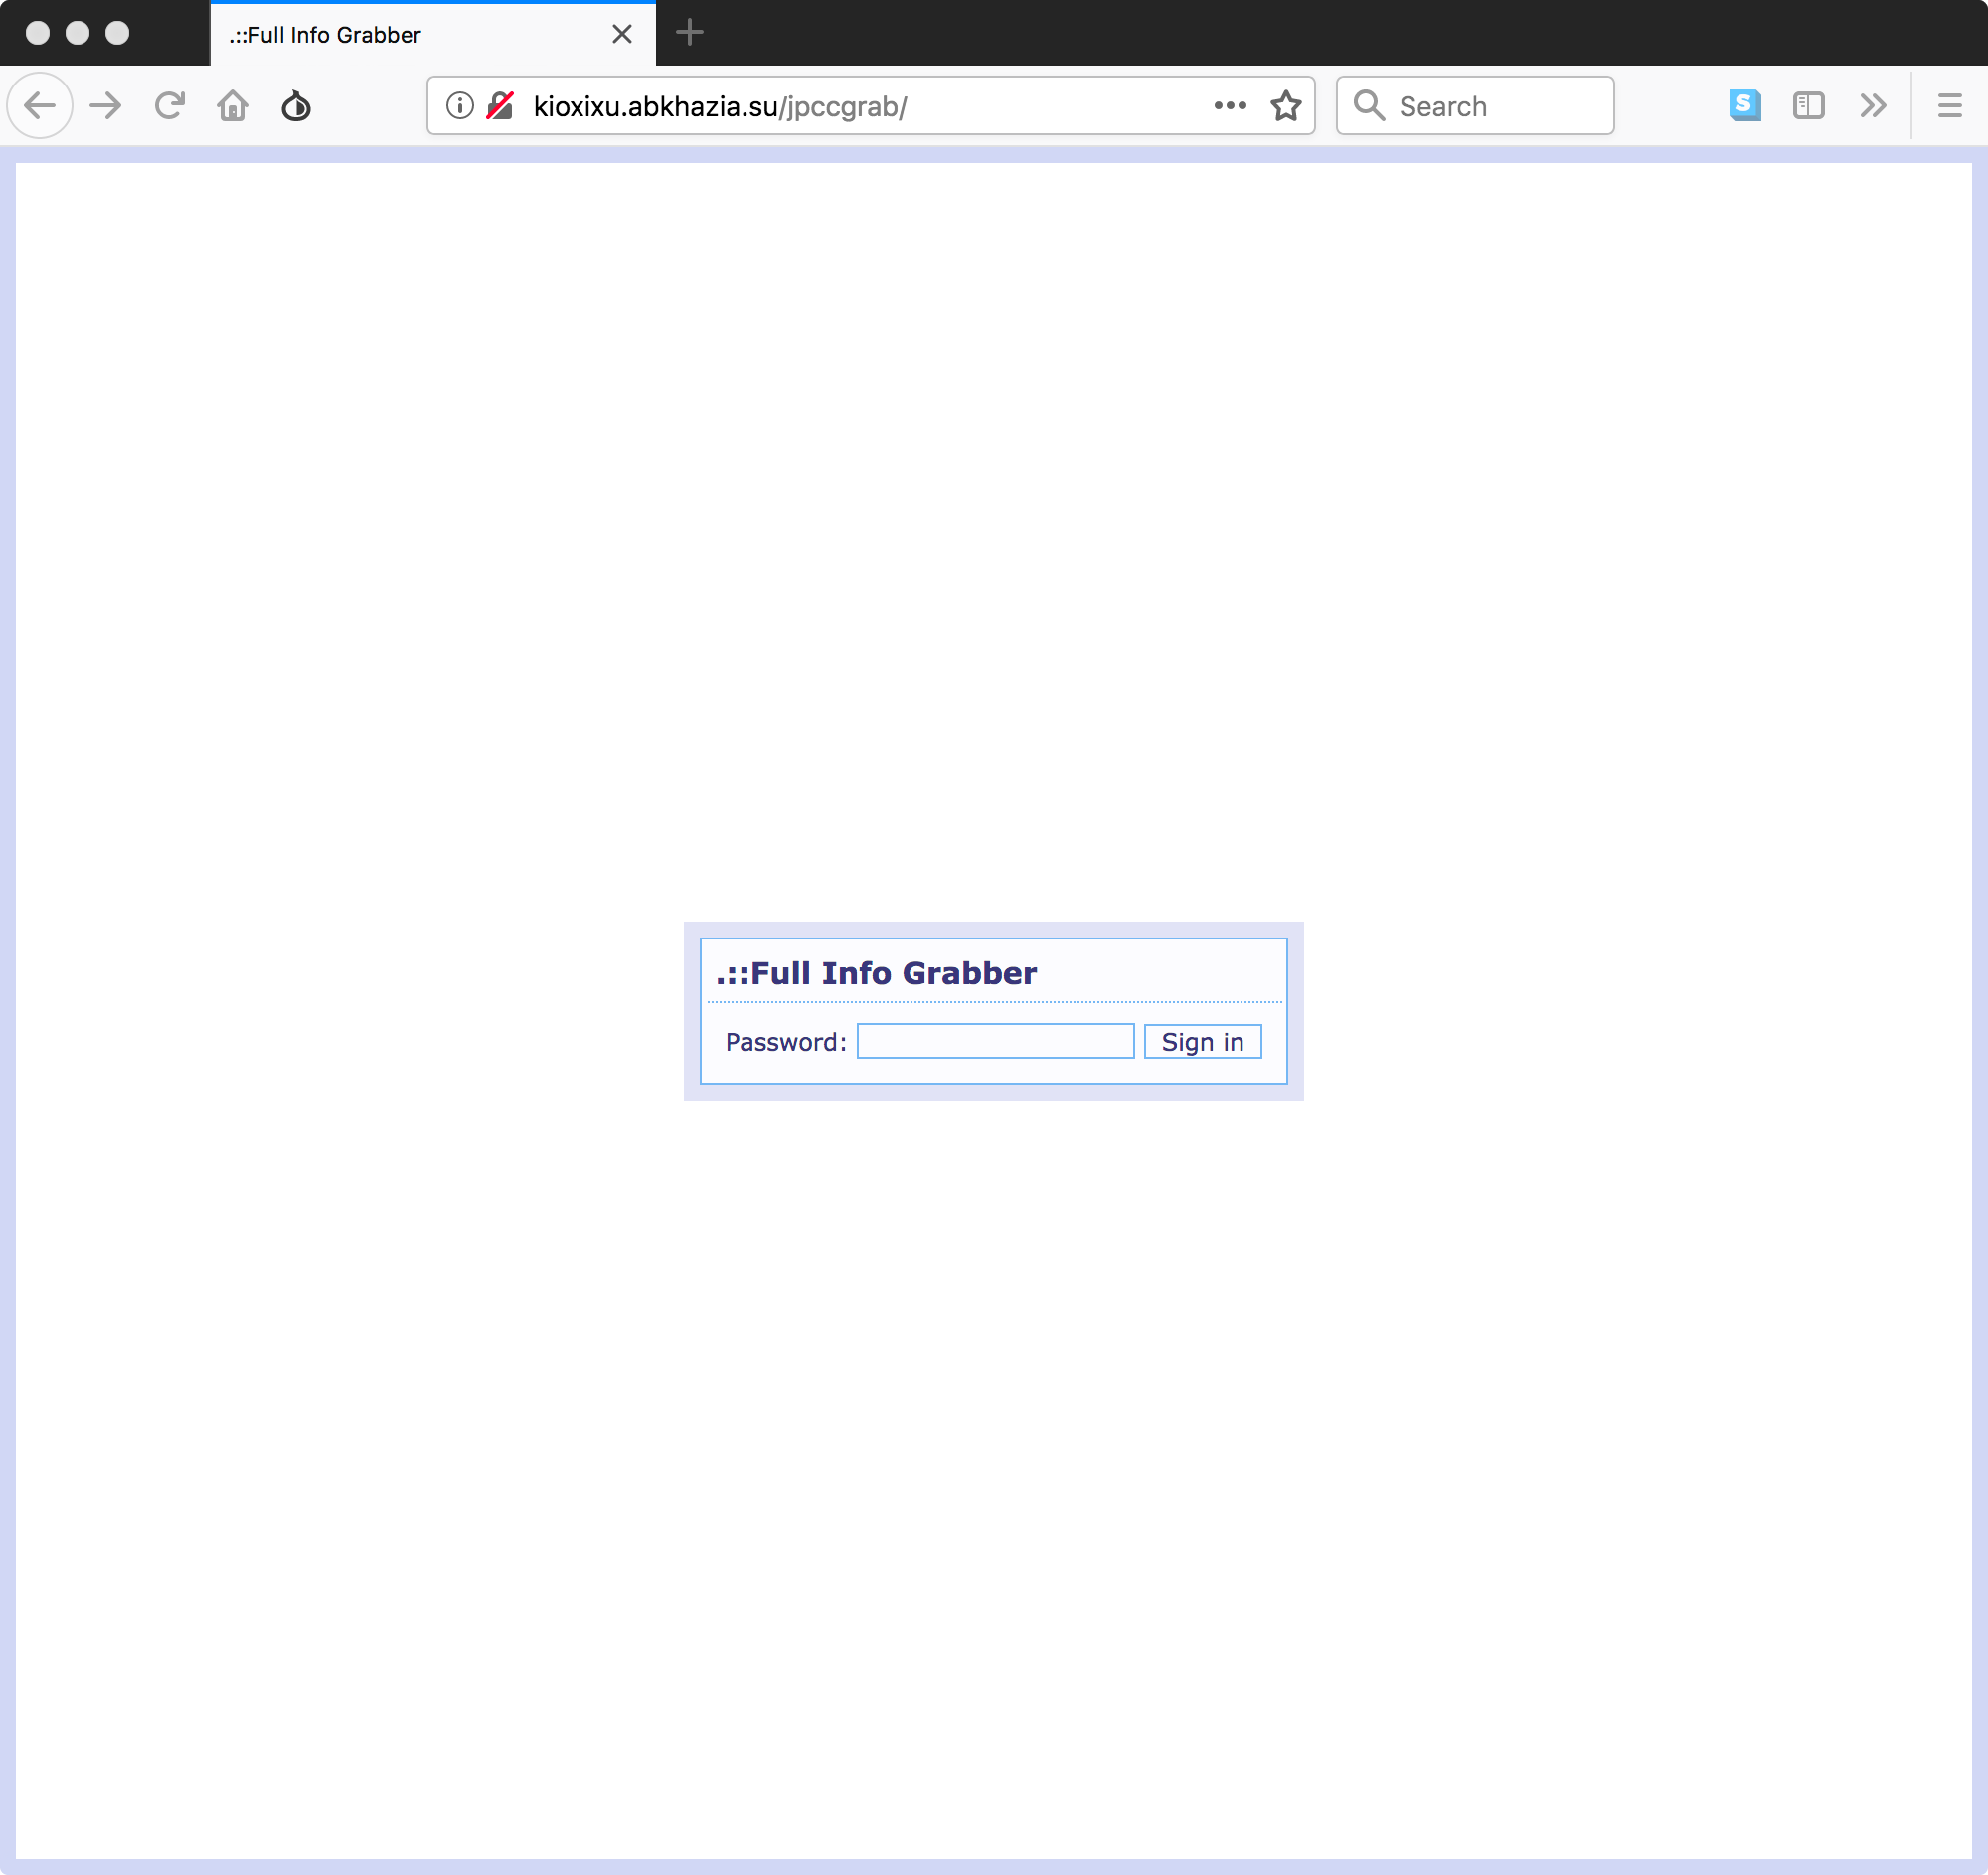 .::Full Info Grabber
kioxixu.abkhazia.su/jpccgrab/
Search
S
.::Full Info Grabber
Password:
Sign in